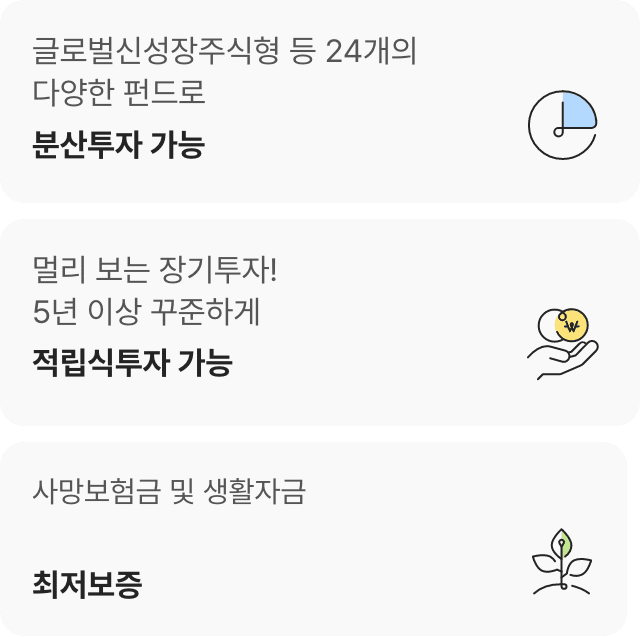 글로벌신성장주식형 등 24개의
다양한 펀드로
분산투자 가능
멀리 보는 장기투자!
5년 이상 꾸준하게
적립식투자 가능
사망보험금 및 생활자금
최저보증